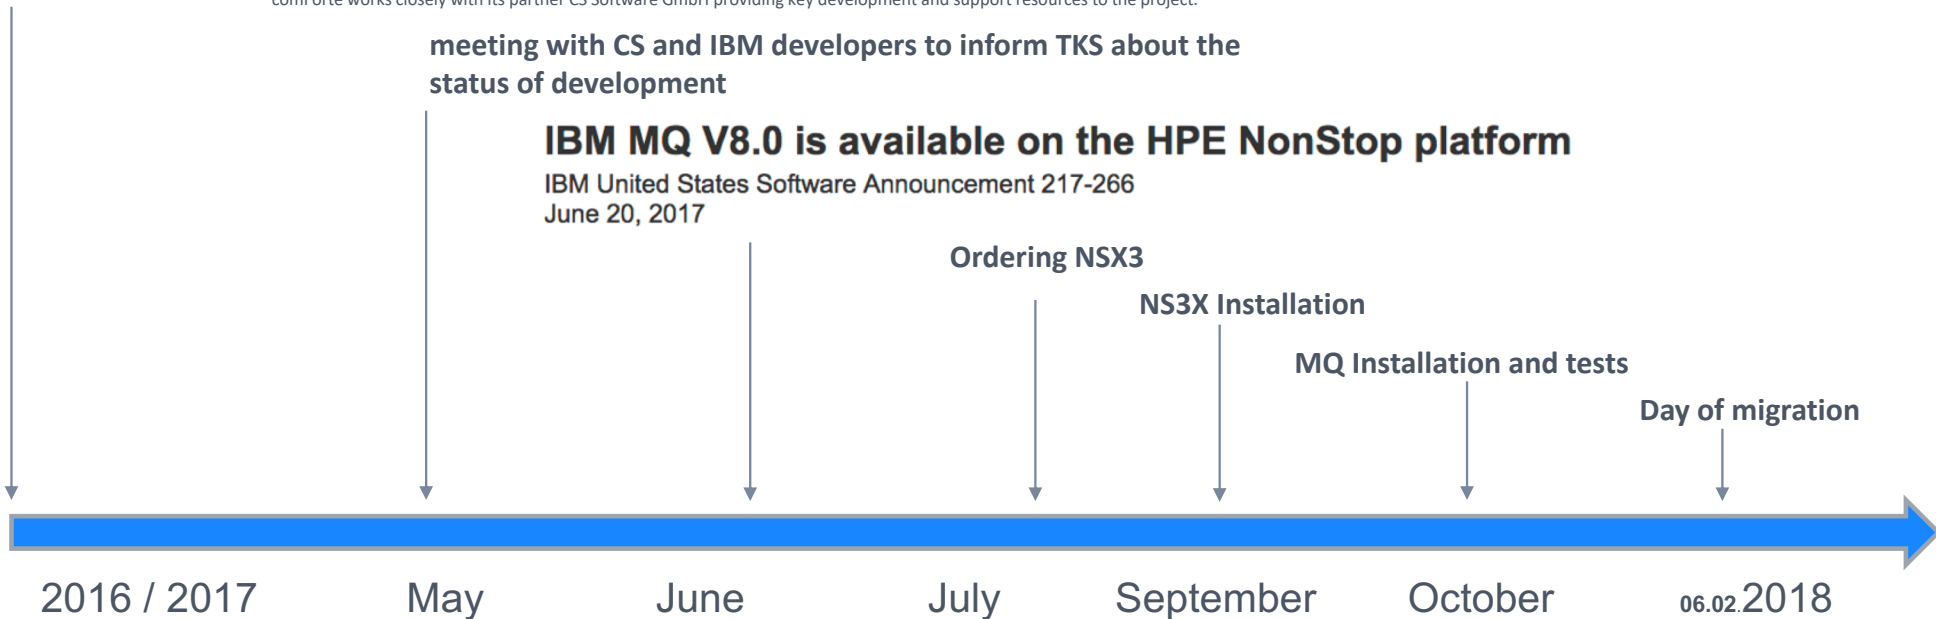 comForte works closely with its partner CS Software GmbH providing key development and support resources to the project.
meeting with CS and IBM developers to inform TKS about the
status of development
IBM MQ V8.0 is available on the HPE NonStop platform
IBM United States Software Announcement 217-266
June 20, 2017
Ordering NSX3
NS3X Installation
MQ Installation and tests
Day of migration
2016 / 2017 May June July September October 06.02.2018